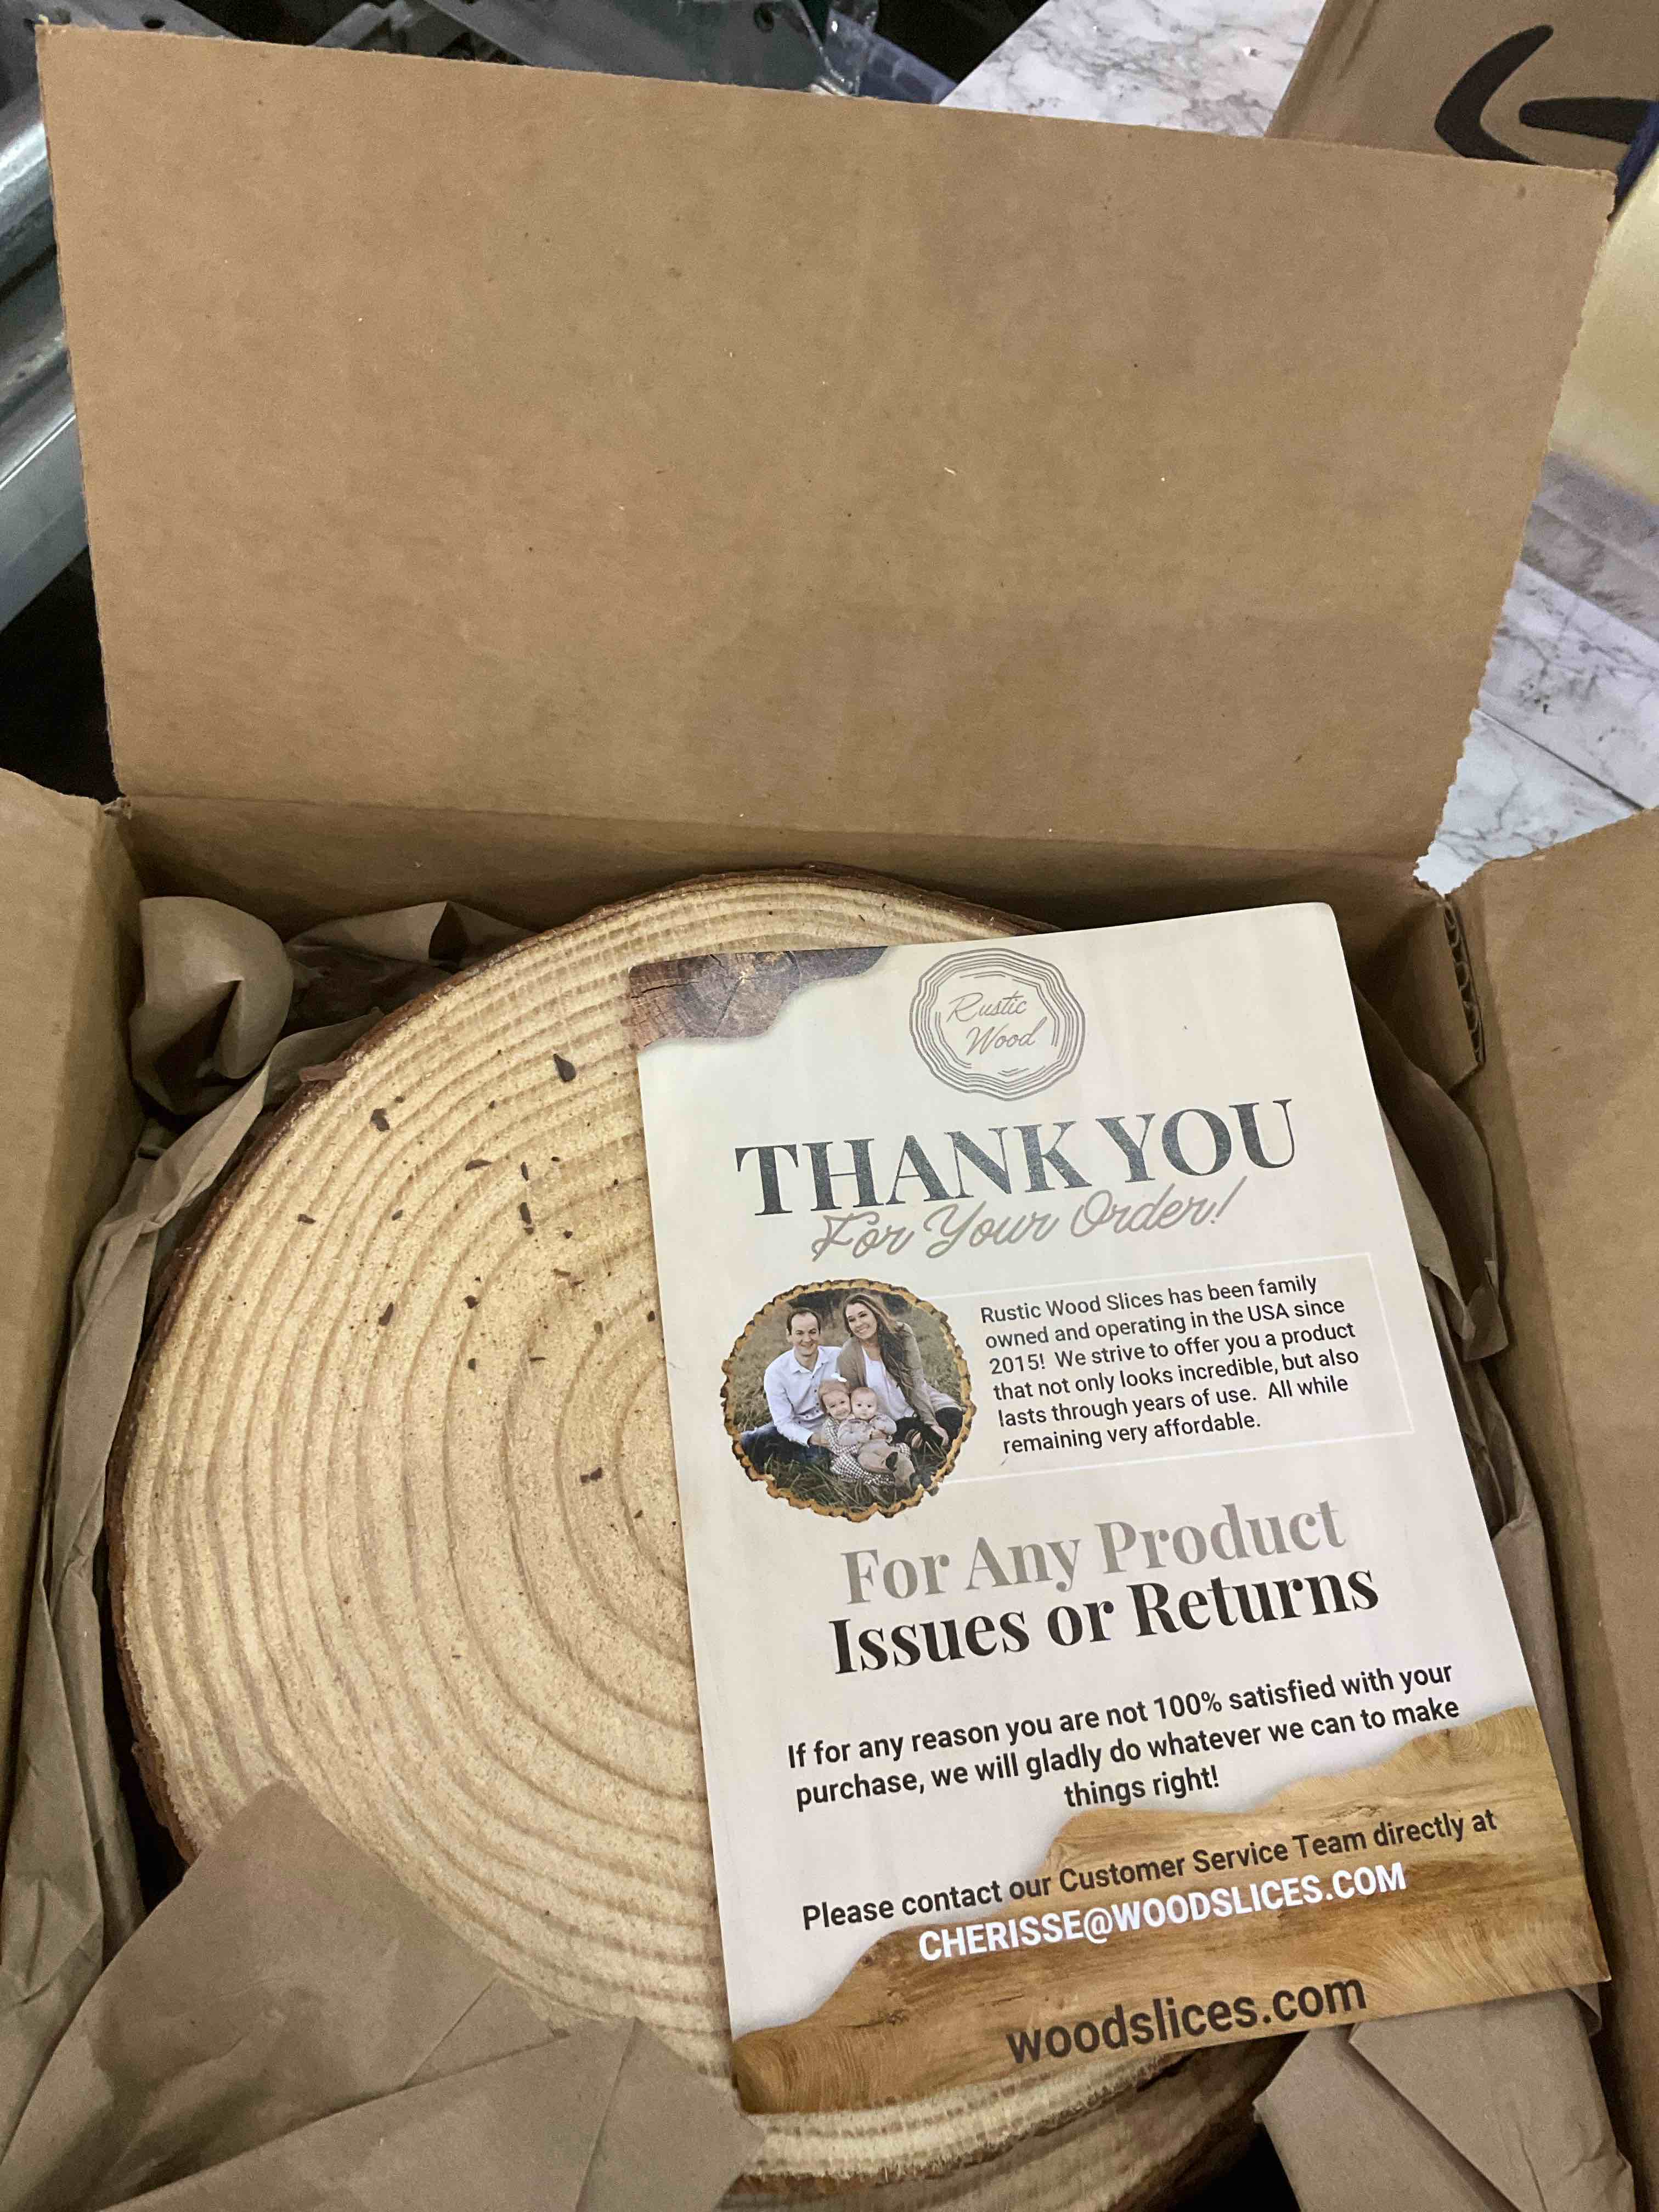 Rustic
Wood
THANK YOU
For Your Order!
Rustic Wood Slices has been family
owned and operating in the USA since
2015! We strive to offer you a product
that not only looks incredible, but also
lasts through years of use. All while
remaining very affordable.
For Any Product
Issues or Returns
If for any reason you are not 100% satisfied with your
purchase, we will gladly do whatever we can to make
things right!
Please contact our Customer Service Team directly at
CHERISSE@WOODSLICES.COM
woodslices.com